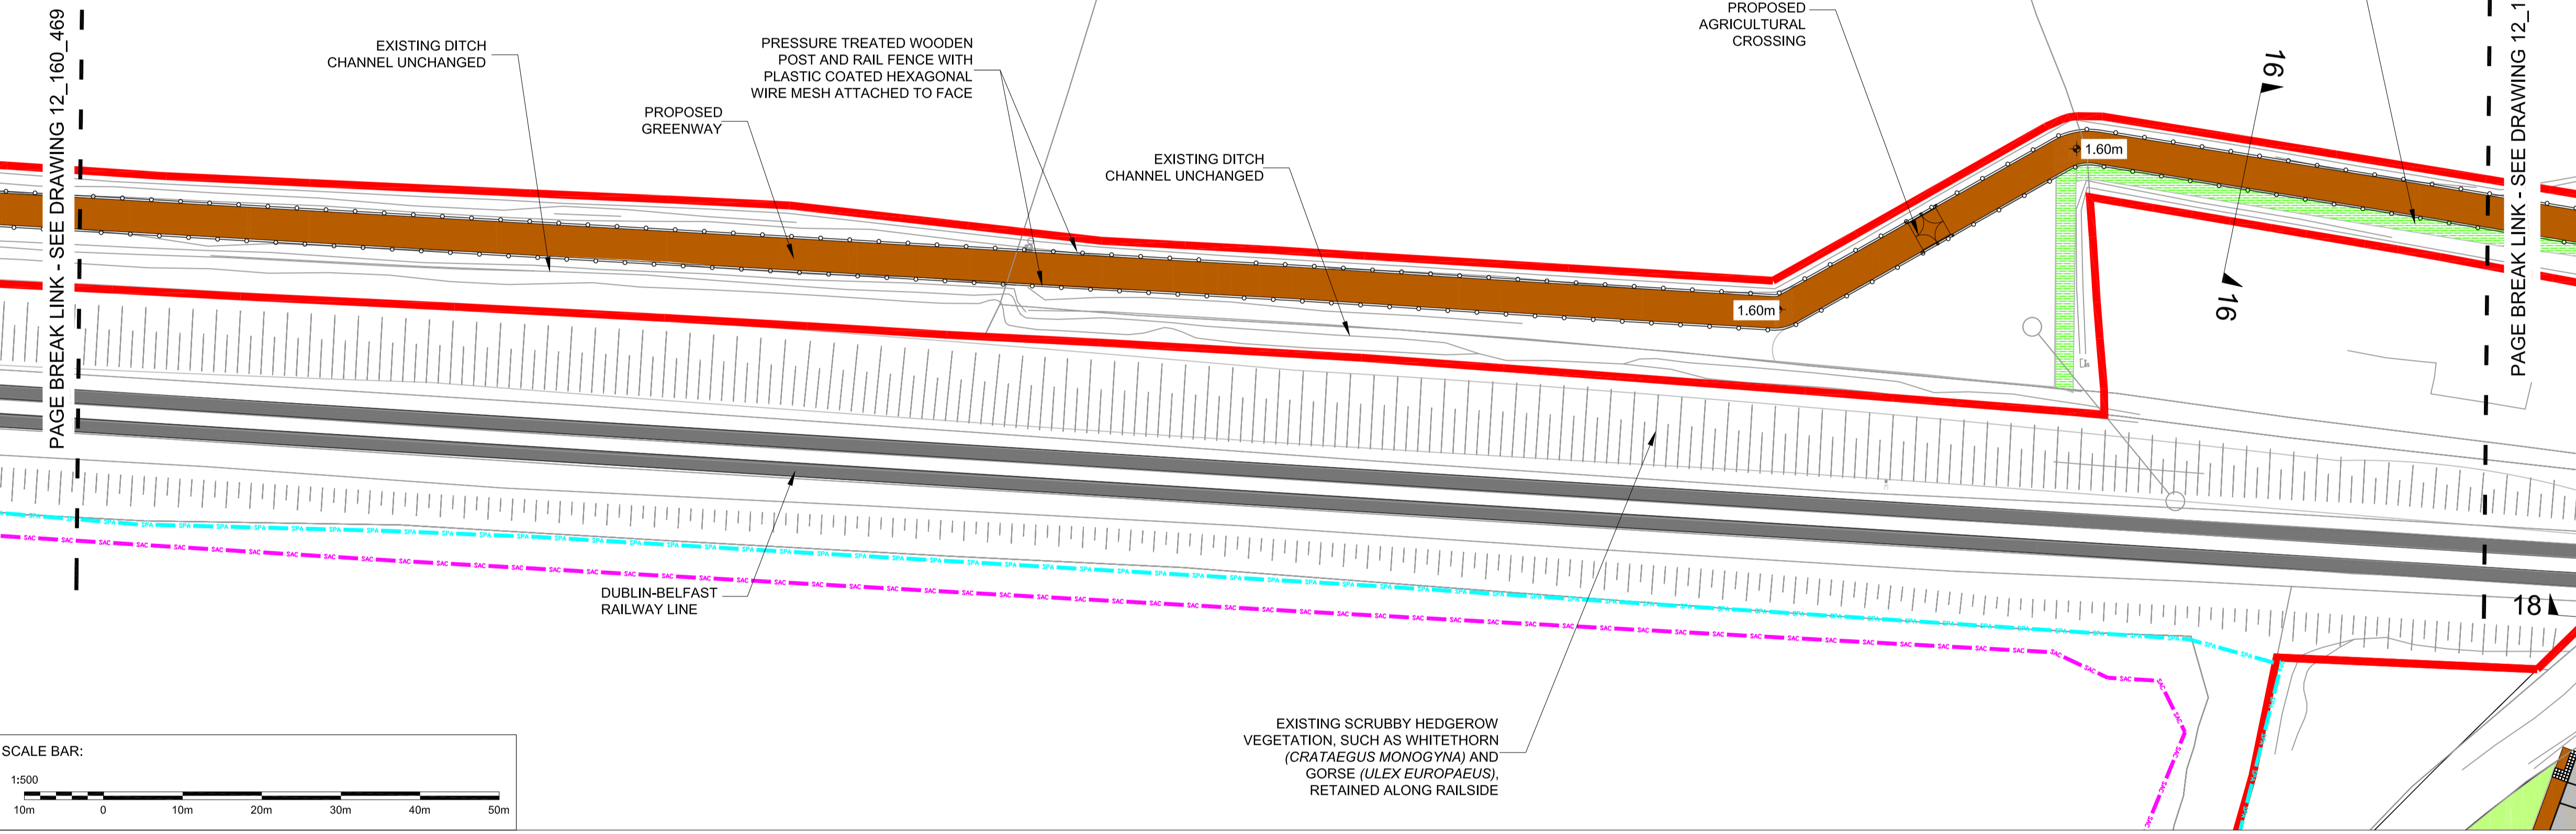 PAGE BREAK LINK - SEE DRAWING 12_160_469
EXISTING DITCH
CHANNEL UNCHANGED
PRESSURE TREATED WOODEN
POST AND RAIL FENCE WITH
PLASTIC COATED HEXAGONAL
WIRE MESH ATTACHED TO FACE
PROPOSED
GREENWAY
EXISTING DITCH
CHANNEL UNCHANGED
PROPOSED
AGRICULTURAL
CROSSING
1.60m
1.60m
16
16
PAGE BREAK LINK - SEE DRAWING 12_1
18
SPA
SAC
DUBLIN-BELFAST
RAILWAY LINE
EXISTING SCRUBBY HEDGEROW
VEGETATION, SUCH AS WHITETHORN
(CRATAEGUS MONOGYNA) AND
GORSE (ULEX EUROPAEUS),
RETAINED ALONG RAILSIDE
SCALE BAR:
1:500
10m 0 10m 20m 30m 40m 50m